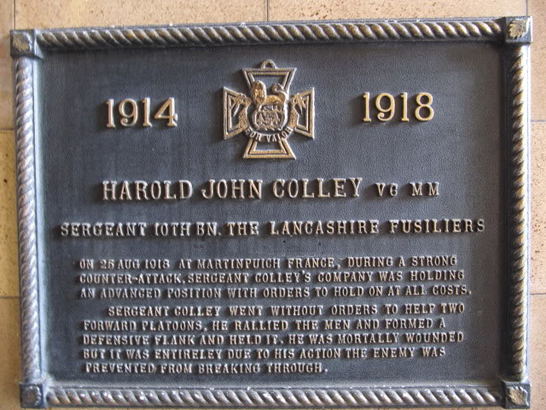 1914 1918
FOR VALOUR
HAROLD JOHN COLLEY VC MM
SERGEANT 10TH BN. THE LANCASHIRE FUSILIERS
ON 25 AUG 1918 AT MARTINPUICH FRANCE, DURING A STRONG
COUNTER-ATTACK, SERGEANT COLLEY'S COMPANY WAS HOLDING
AN ADVANCED POSITION WITH ORDERS TO HOLD ON AT ALL COSTS.
SERGEANT COLLEY WENT WITHOUT ORDERS TO HELP TWO
FORWARD PLATOONS, HE RALLIED THE MEN AND FORMED A
DEFENSIVE FLANK AND HELD IT. HE WAS MORTALLY WOUNDED
BUT IT WAS ENTIRELEY DUE TO HIS ACTION THE ENEMY WAS
PREVENTED FROM BREAKING THROUGH.